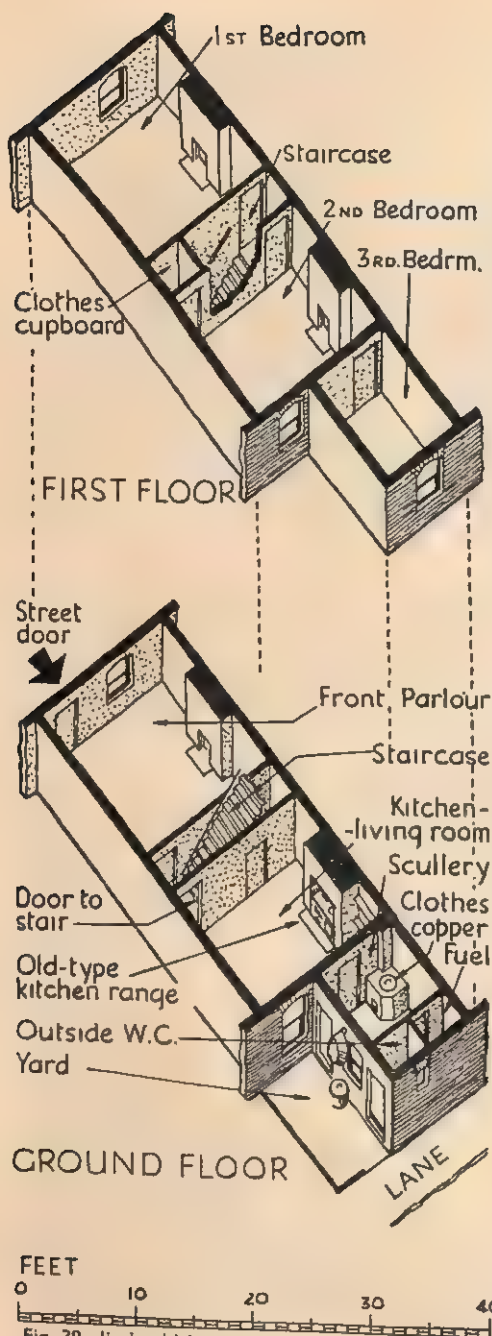 1ST Bedroom
Staircase
2ND Bedroom
3RD. Bedrm.
Clothes
cupboard
FIRST FLOOR
Street
door
Front Parlour
Staircase
Kitchen-
-living room
Scullery
Clothes
copper
Fuel
Door to
stair
Old-type
kitchen range
Outside W.C.
Yard
GROUND FLOOR
LANE
FEET
0 10 20 30 40